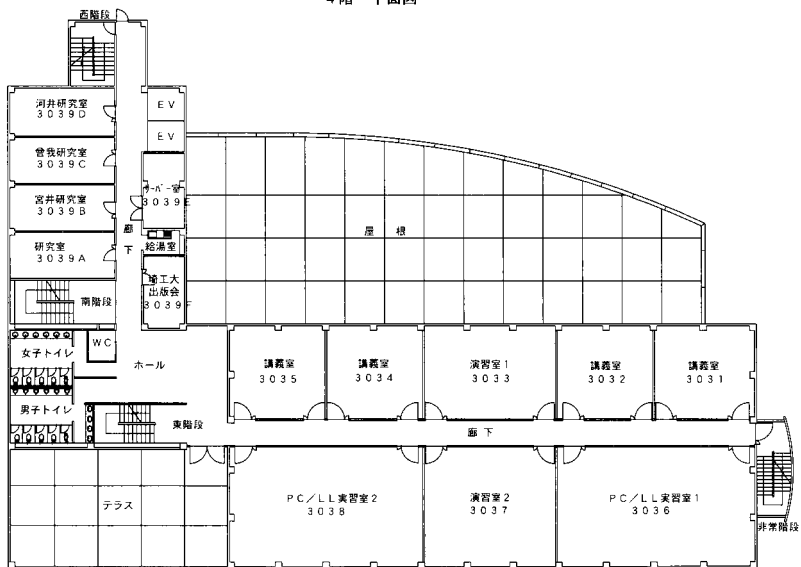 4階 平面図
西階段
河井研究室
3039D
EV
EV
曽我研究室
3039C
サーバー室
3039E
宮井研究室
3039B
廊下
給湯室
屋根
研究室
3039A
埼工大
出版会
3039F
南階段
WC
女子トイレ
ホール
講義室
3035
講義室
3034
演習室1
3033
講義室
3032
講義室
3031
男子トイレ
東階段
廊下
テラス
PC/LL実習室2
3038
演習室2
3037
PC/LL実習室1
3036
非常階段